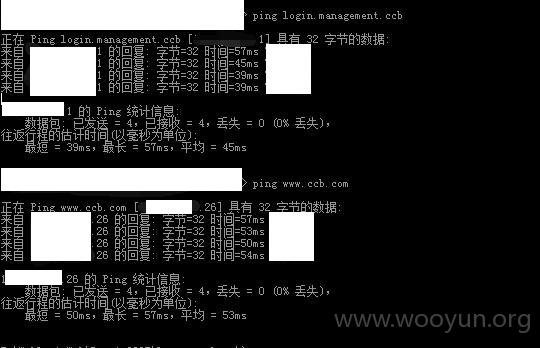 > ping login.management.ccb
正在 Ping login.management.ccb [ 1] 具有 32 字节的数据:
来自 1 的回复: 字节=32 时间=57ms
来自 1 的回复: 字节=32 时间=45ms
来自 1 的回复: 字节=32 时间=39ms
来自 1 的回复: 字节=32 时间=39ms
1 的 Ping 统计信息:
数据包: 已发送 = 4，已接收 = 4，丢失 = 0 (0% 丢失)，
往返行程的估计时间(以毫秒为单位):
最短 = 39ms，最长 = 57ms，平均 = 45ms
> ping www.ccb.com
正在 Ping www.ccb.com [ .26] 具有 32 字节的数据:
来自 .26 的回复: 字节=32 时间=57ms
来自 .26 的回复: 字节=32 时间=53ms
来自 .26 的回复: 字节=32 时间=50ms
来自 .26 的回复: 字节=32 时间=54ms
1 .26 的 Ping 统计信息:
数据包: 已发送 = 4，已接收 = 4，丢失 = 0 (0% 丢失)，
往返行程的估计时间(以毫秒为单位):
最短 = 50ms，最长 = 57ms，平均 = 53ms
www.wooyun.org